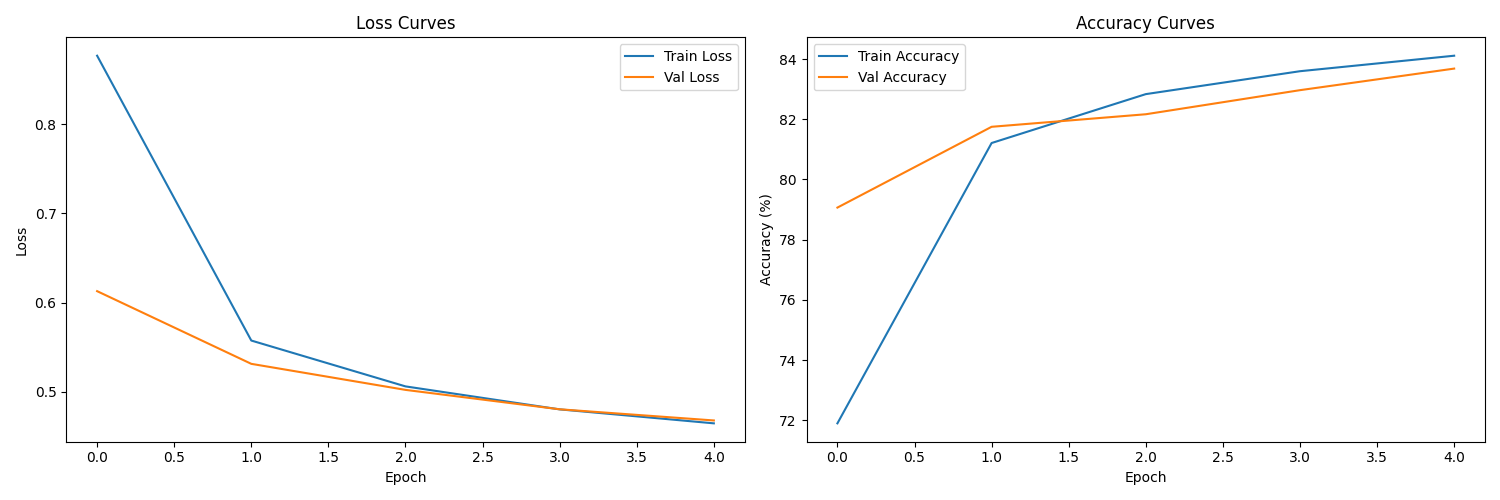 Loss Curves
Train Loss
Val Loss
0.8
0.7
0.6
0.5
Loss
0.0 0.5 1.0 1.5 2.0 2.5 3.0 3.5 4.0
Epoch
Accuracy Curves
Train Accuracy
Val Accuracy
84
82
80
78
76
74
72
Accuracy (%)
0.0 0.5 1.0 1.5 2.0 2.5 3.0 3.5 4.0
Epoch